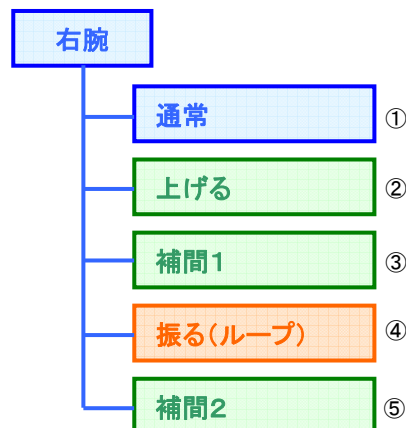 右腕
通常 ①
上げる ②
補間1 ③
振る(ループ) ④
補間2 ⑤